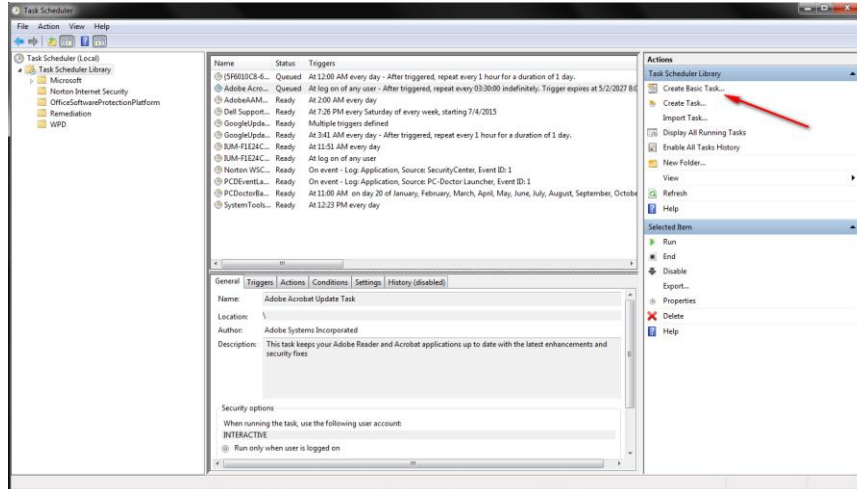 Task Scheduler
File Action View Help
Task Scheduler (Local)
Task Scheduler Library
Microsoft
Norton Internet Security
OfficeSoftwareProtectionPlatform
Remediation
WPD
Name Status Triggers
{5F6010C8-6... Queued At 12:00 AM every day - After triggered, repeat every 1 hour for a duration of 1 day.
Adobe Acro... Queued At log on of any user - After triggered, repeat every 03:30:00 indefinitely. Trigger expires at 5/2/2027 8:0
AdobeAAM... Ready At 2:00 AM every day
Dell Support... Ready At 7:26 PM every Saturday of every week, starting 7/4/2015
GoogleUpda... Ready Multiple triggers defined
GoogleUpda... Ready At 3:41 AM every day - After triggered, repeat every 1 hour for a duration of 1 day.
IUM-F1E24C... Ready At 11:51 AM every day
IUM-F1E24C... Ready At log on of any user
Norton WSC... Ready On event - Log: Application, Source: SecurityCenter, Event ID: 1
PCDEventLa... Ready On event - Log: Application, Source: PC-Doctor Launcher, Event ID: 1
PCDoctorBa... Ready At 11:00 AM on day 20 of January, February, March, April, May, June, July, August, September, Octobe
SystemTools... Ready At 12:23 PM every day
General Triggers Actions Conditions Settings History (disabled)
Name: Adobe Acrobat Update Task
Location: \
Author: Adobe Systems Incorporated
Description: This task keeps your Adobe Reader and Acrobat applications up to date with the latest enhancements and
security fixes
Security options
When running the task, use the following user account:
INTERACTIVE
Run only when user is logged on
Actions
Task Scheduler Library
Create Basic Task...
Create Task...
Import Task...
Display All Running Tasks
Enable All Tasks History
New Folder...
View
Refresh
Help
Selected Item
Run
End
Disable
Export...
Properties
Delete
Help